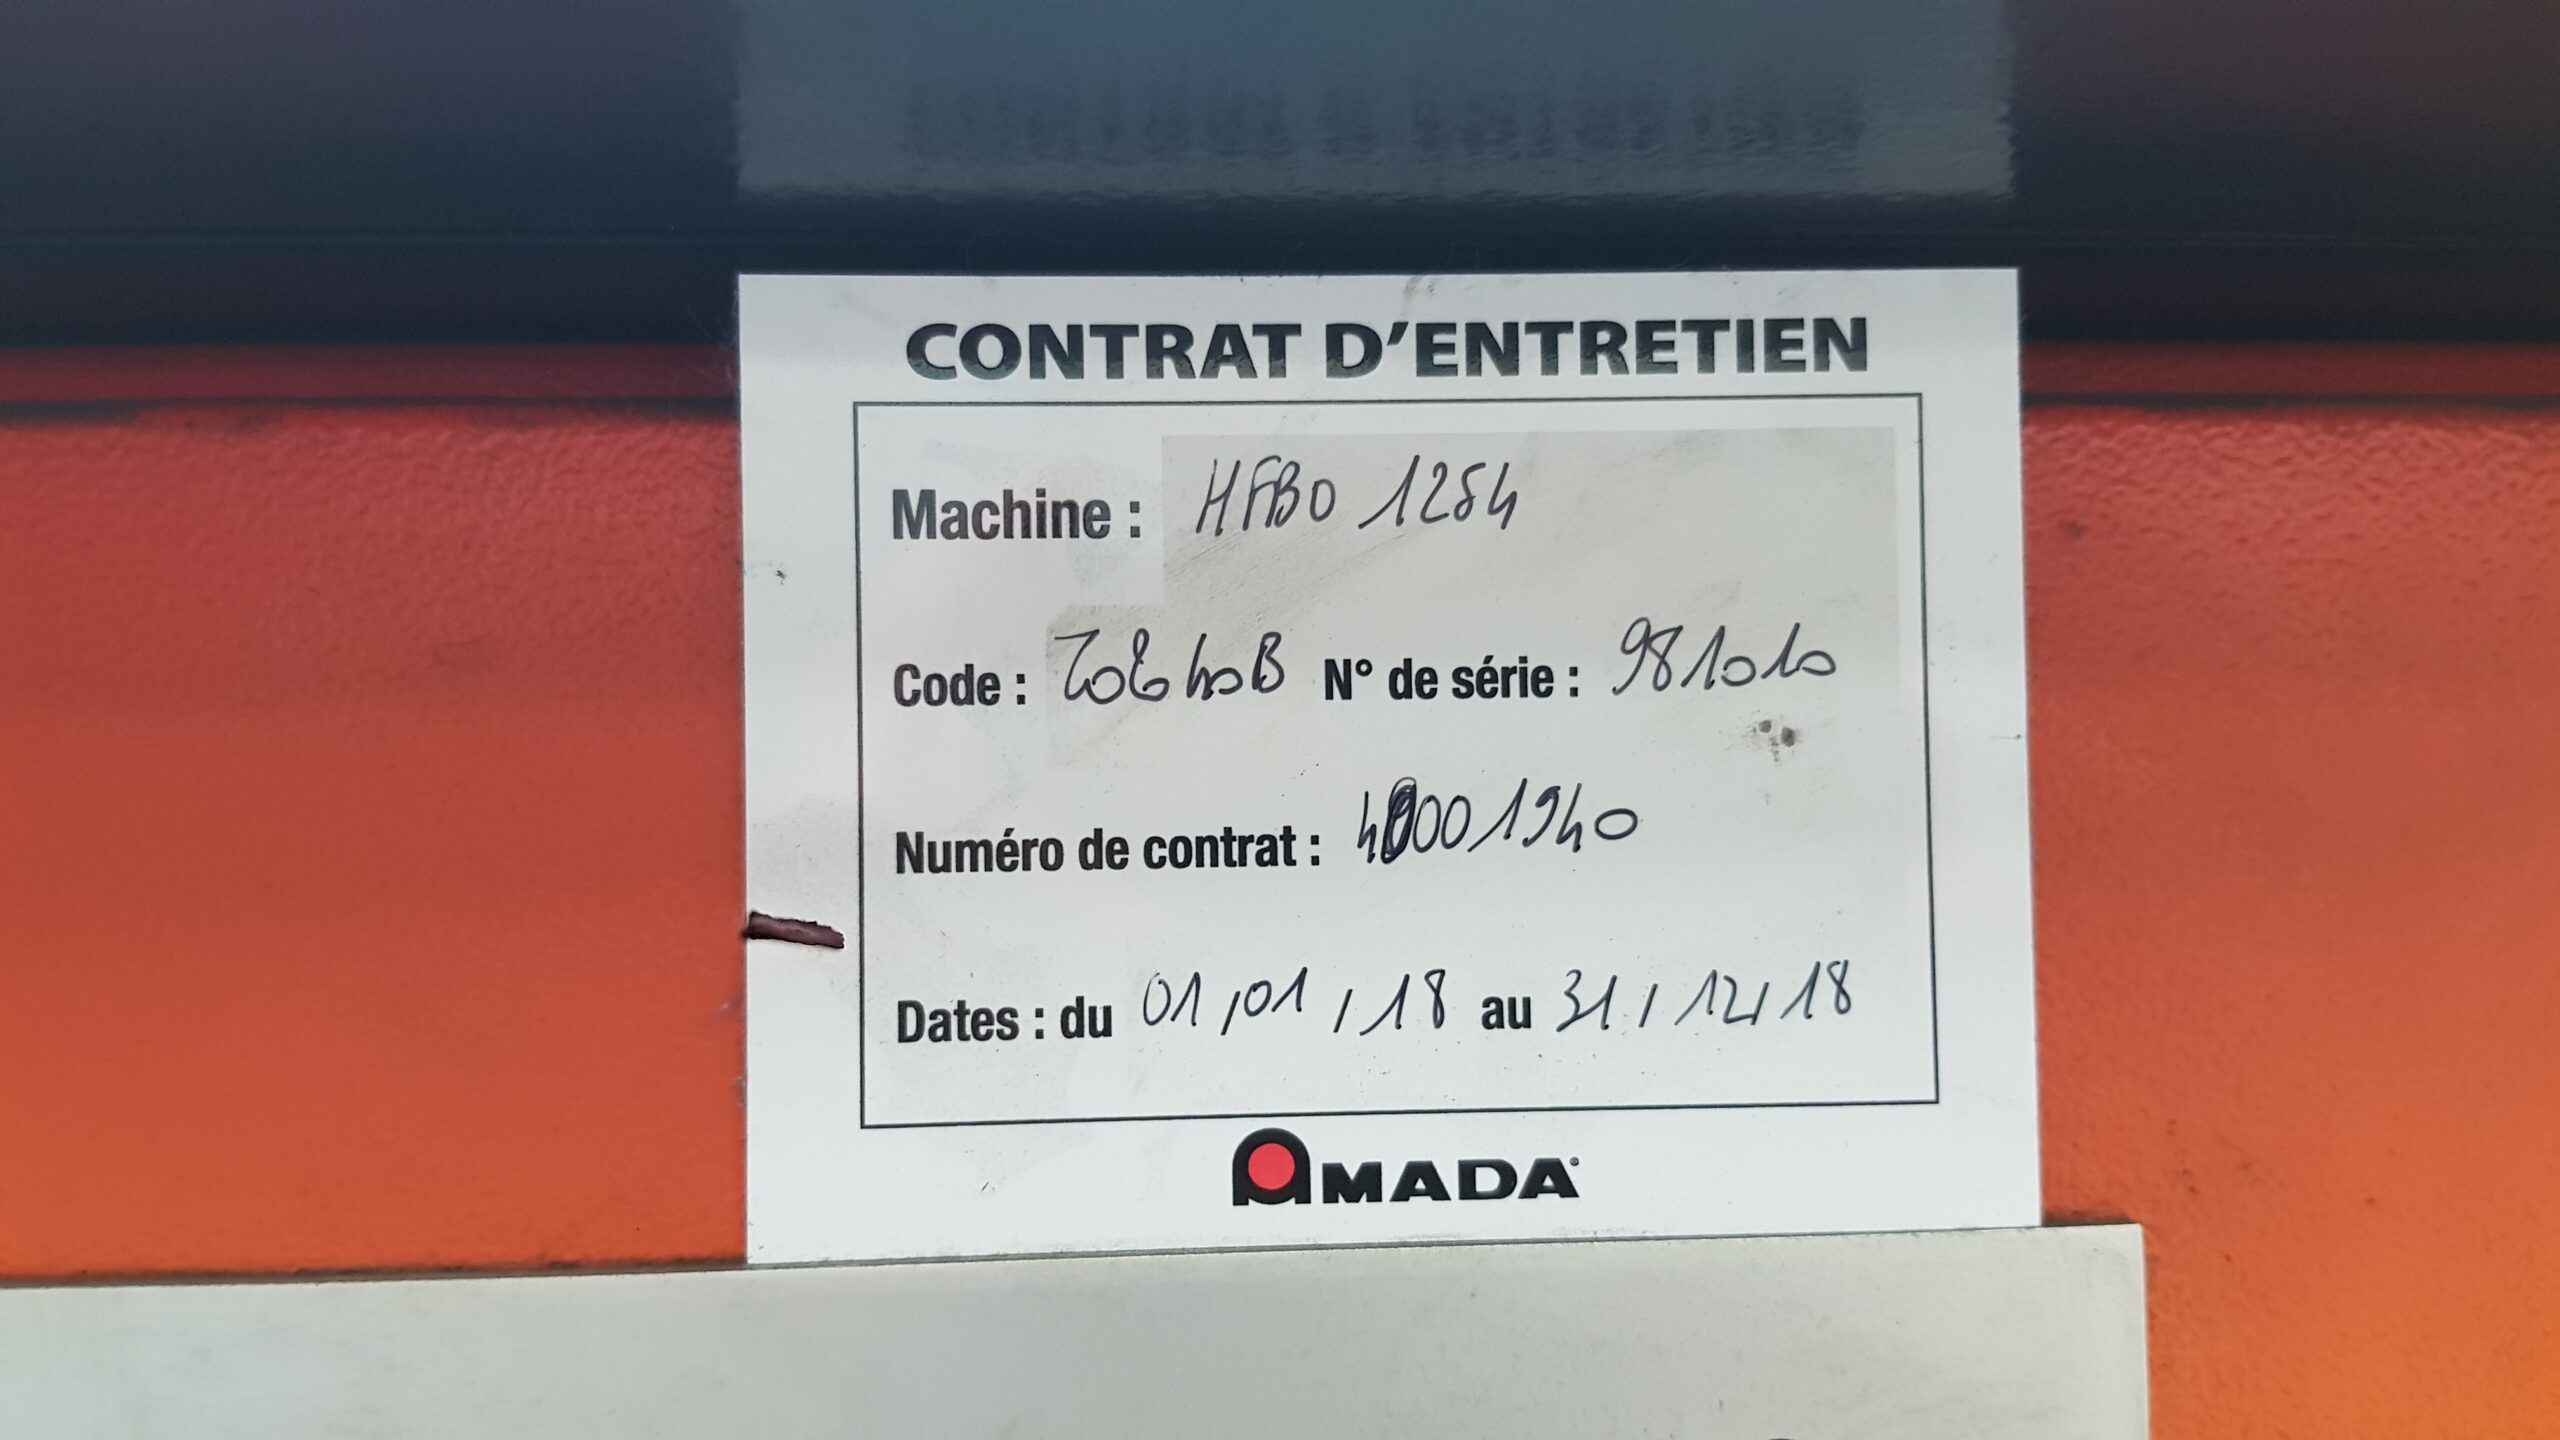 CONTRAT D'ENTRETIEN
Machine : HFBO 1254
Code : N° de série : 981010
Numéro de contrat : 40001940
Dates : du 01/01/18 au 31/12/18
AMADA